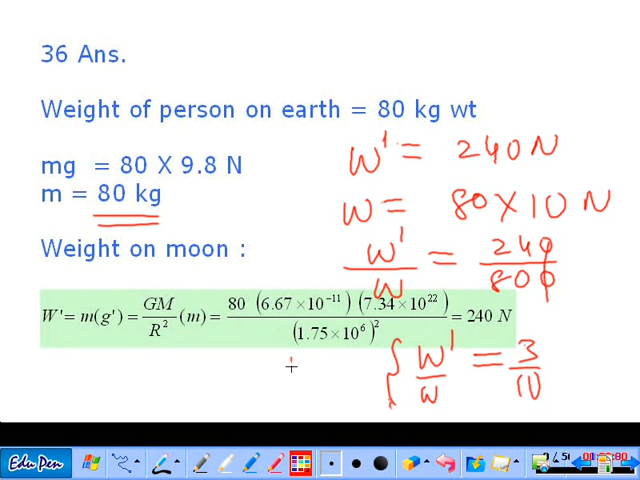 36 Ans.
Weight of person on earth = 80 kg wt
mg = 80 X 9.8 N
m = 80 kg
Weight on moon :
W' = m(g') = GM/R² (m) = 80 (6.67×10⁻¹¹) (7.34×10²²) / (1.75×10⁶)² = 240 N
W' = 240 N
W = 80 X 10 N
W'/W = 240/800
{ W'/W = 3/10
Edu Pen